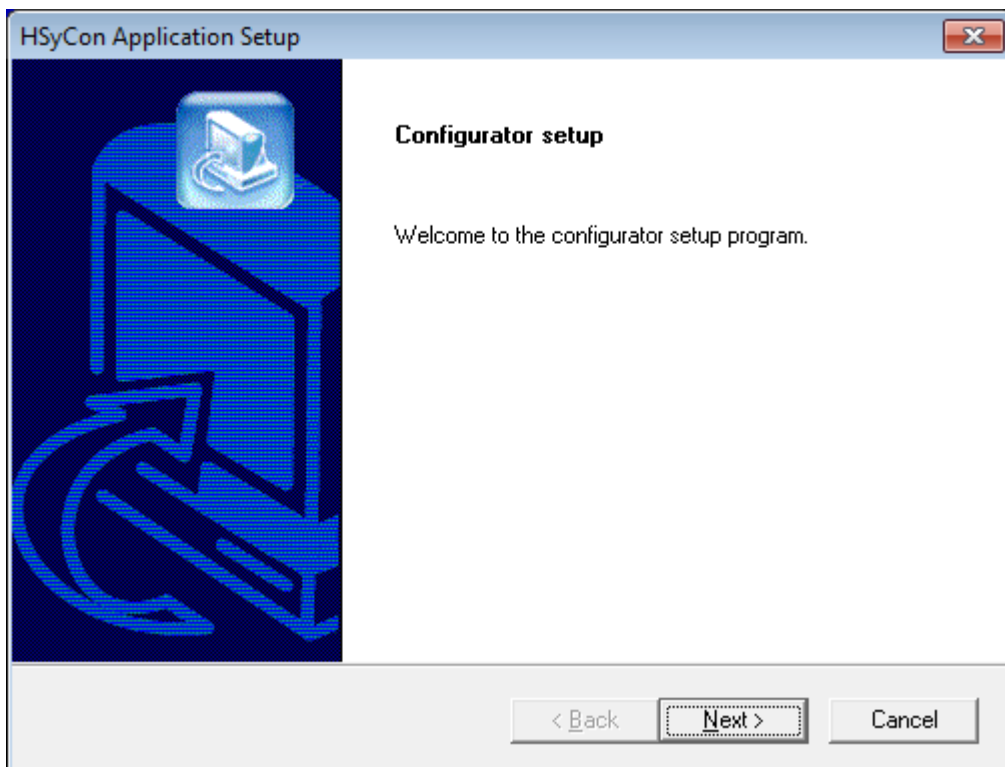 HSyCon Application Setup
Configurator setup
Welcome to the configurator setup program.
< Back
Next >
Cancel